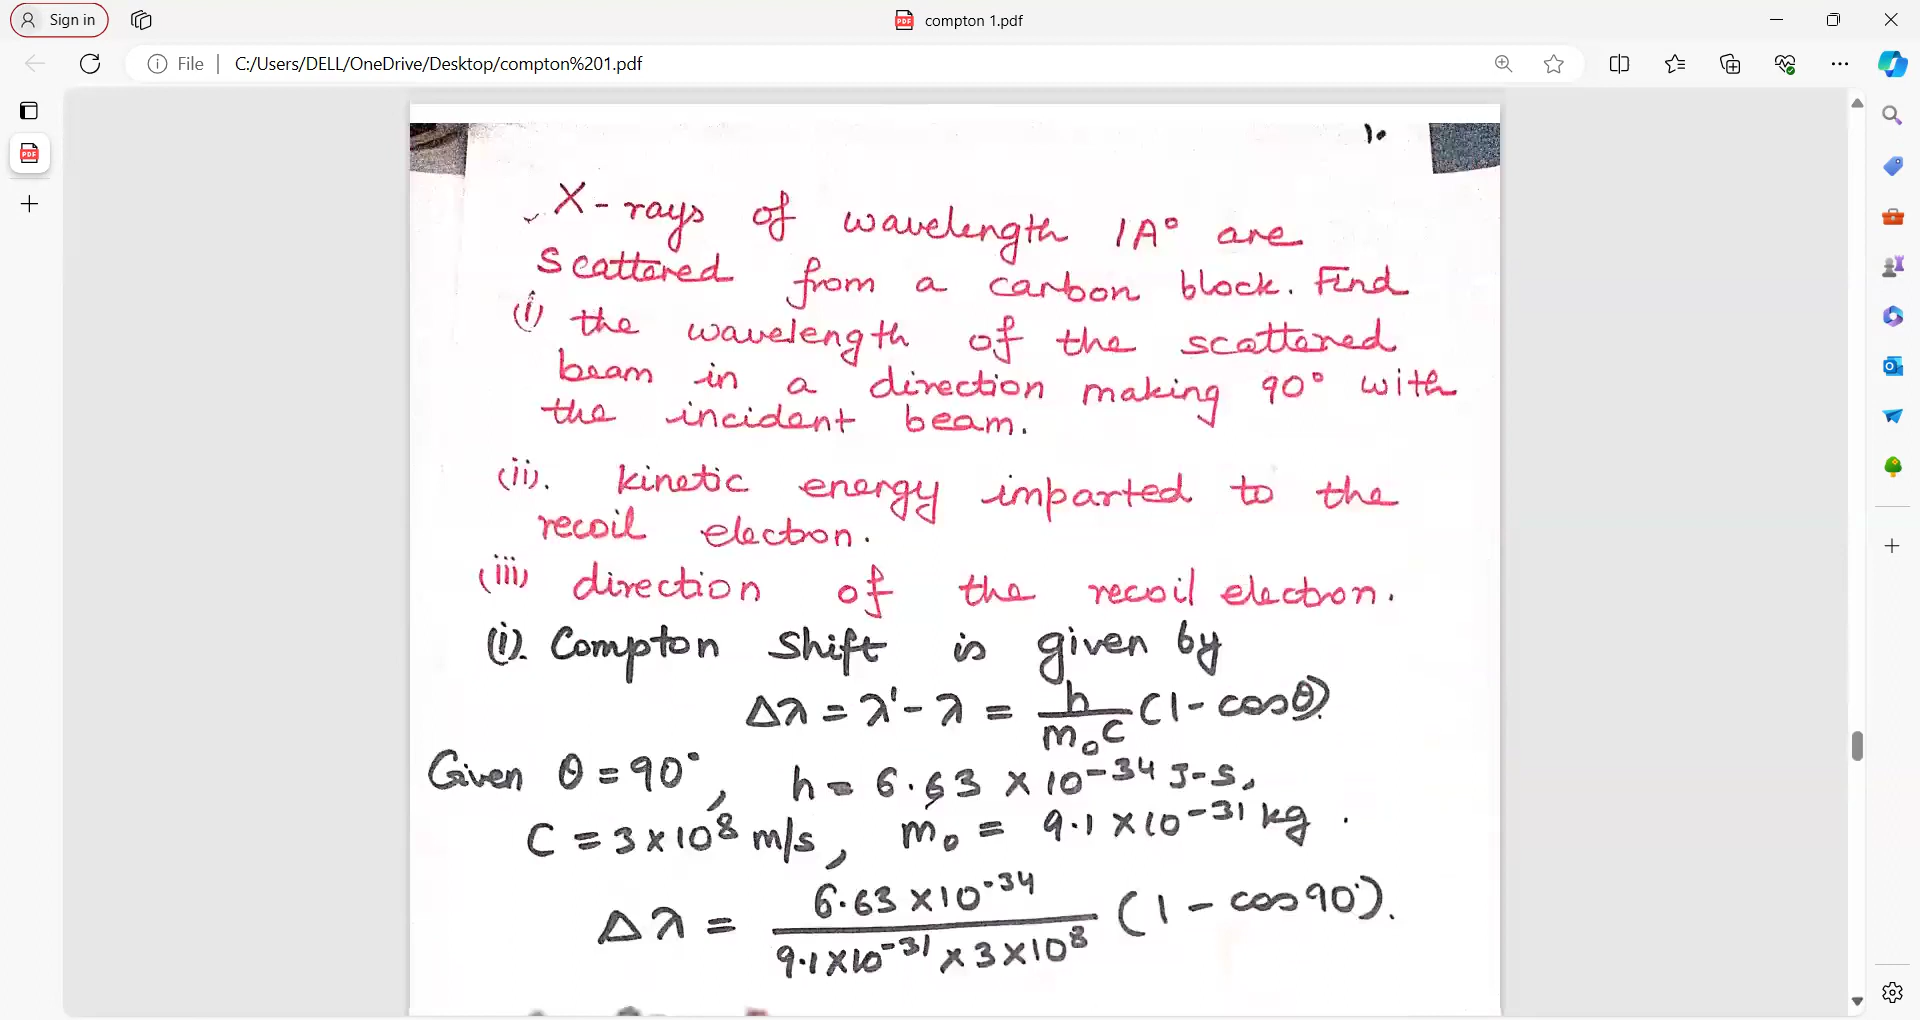 Sign in
compton 1.pdf
File | C:/Users/DELL/OneDrive/Desktop/compton%201.pdf
10
X-rays of wavelength 1A° are
scattered from a carbon block. Find
(i) the wavelength of the scattered
beam in a direction making 90° with
the incident beam.
(ii). kinetic energy imparted to the
recoil electron.
(iii) direction of the recoil electron.
(i). Compton Shift is given by
Δλ = λ' - λ = h/m₀c (1 - cosθ).
Given θ = 90°, h = 6.63 × 10⁻³⁴ J-S,
C = 3 × 10⁸ m/s, m₀ = 9.1 × 10⁻³¹ kg.
Δλ = 6.63 × 10⁻³⁴ / 9.1 × 10⁻³¹ × 3 × 10⁸ (1 - cos90°).